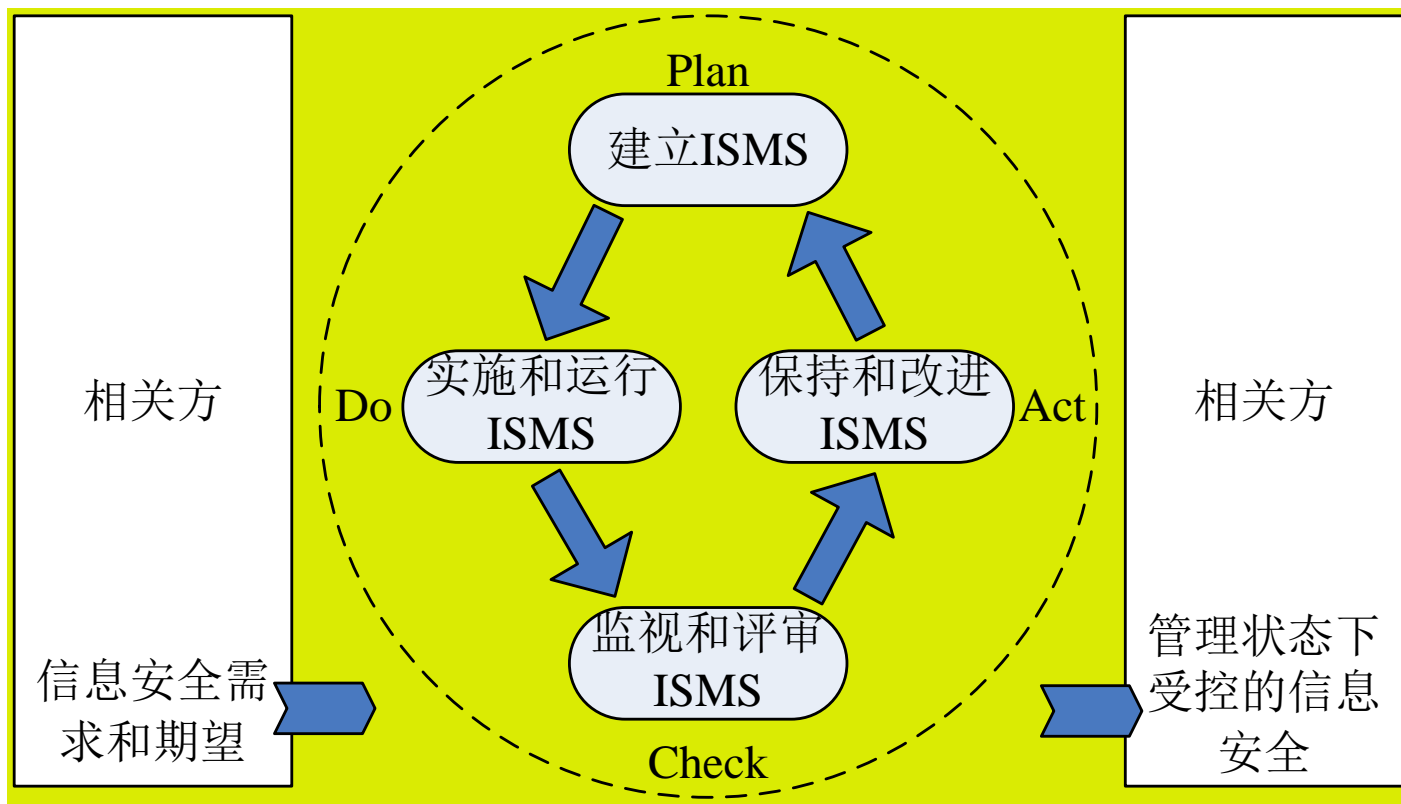 Plan
建立ISMS
相关方
Do
实施和运行
ISMS
保持和改进
ISMS
Act
相关方
监视和评审
ISMS
Check
信息安全需
求和期望
管理状态下
受控的信息
安全